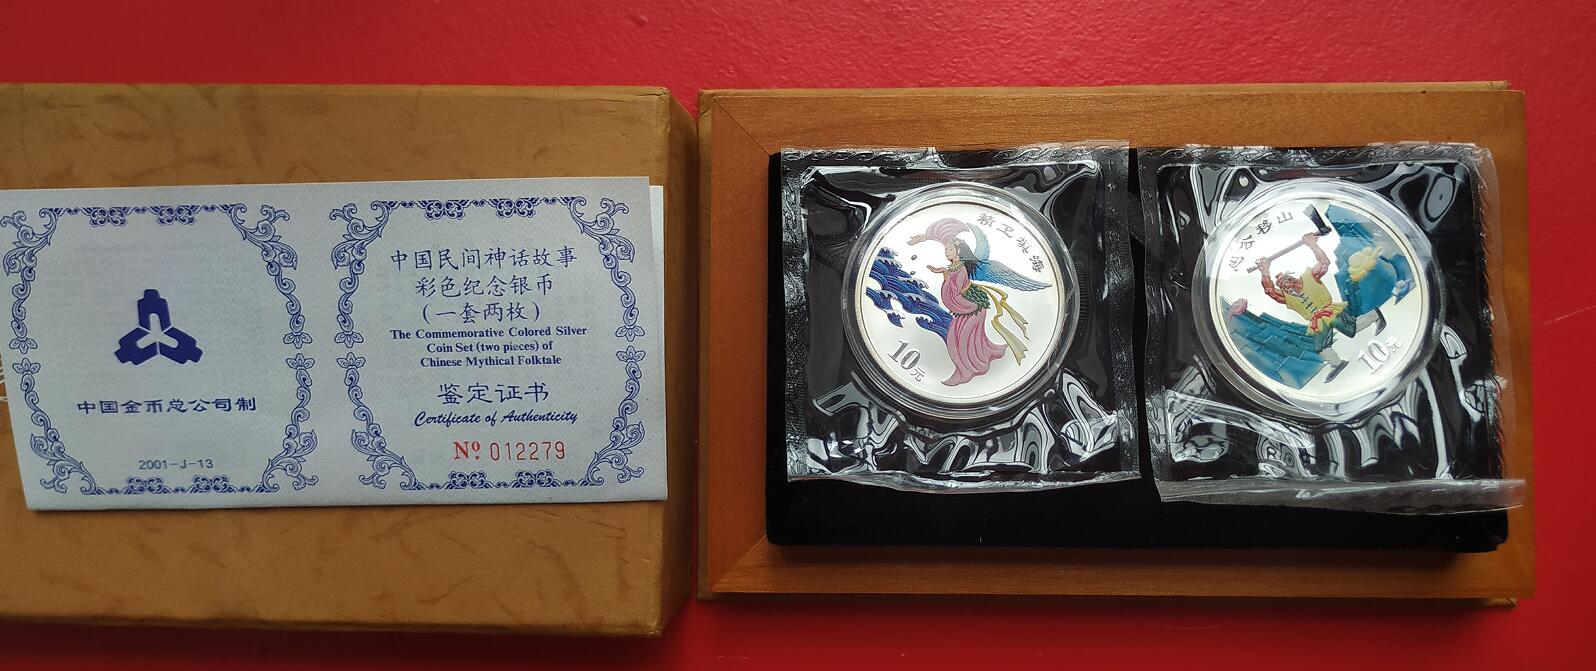 中国金币总公司制
2001-J-13
中国民间神话故事
彩色纪念银币
(一套两枚)
The Commemorative Colored Silver
Coin Set (two pieces) of
Chinese Mythical Folktale
鉴定证书
Certificate of Authenticity
Nº 012279
精卫填海
10元
愚公移山
10元